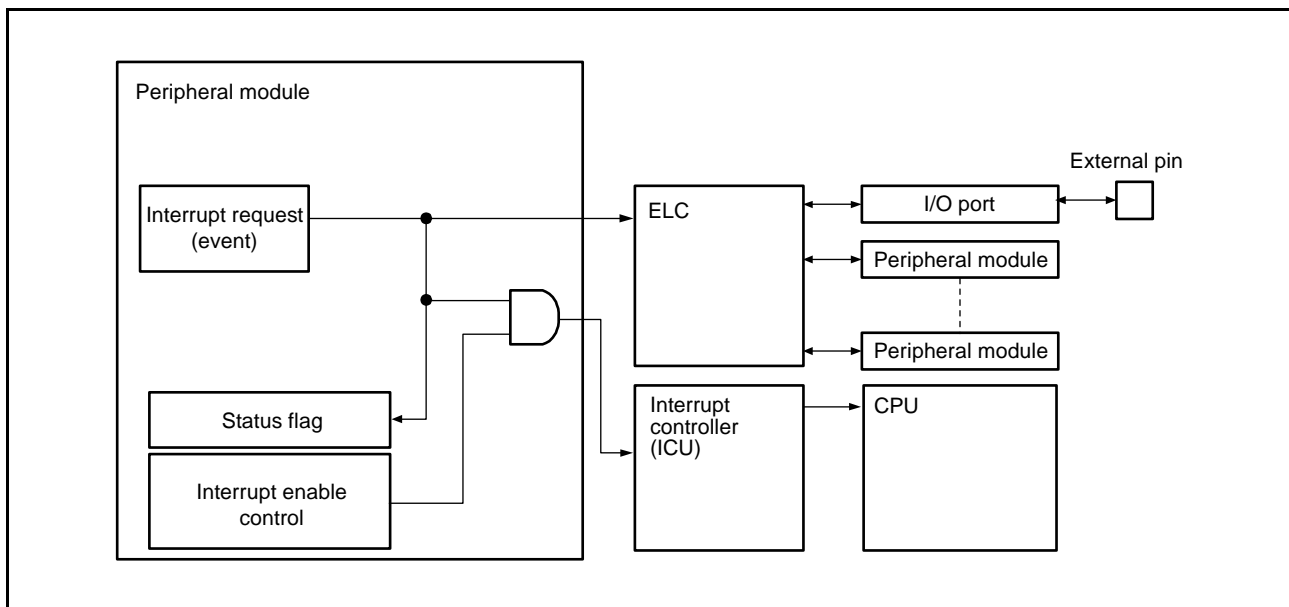 Peripheral module
Interrupt request
(event)
Status flag
Interrupt enable
control
ELC
Interrupt
controller
(ICU)
I/O port
External pin
Peripheral module
Peripheral module
CPU